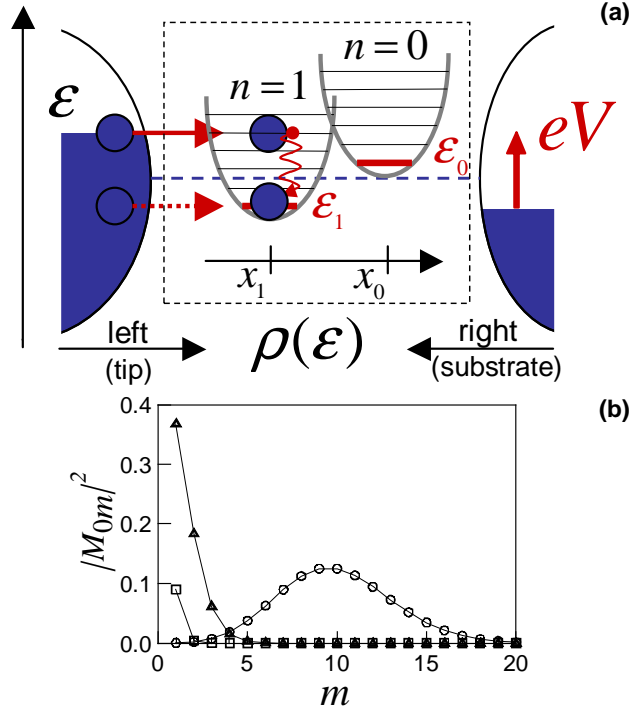 (a)
ε
n = 1
n = 0
eV
ε₀
ε₁
x₁
x₀
left
(tip)
ρ(ε)
right
(substrate)
(b)
|M₀ₘ|²
0.4
0.3
0.2
0.1
0.0
0
5
10
15
20
m